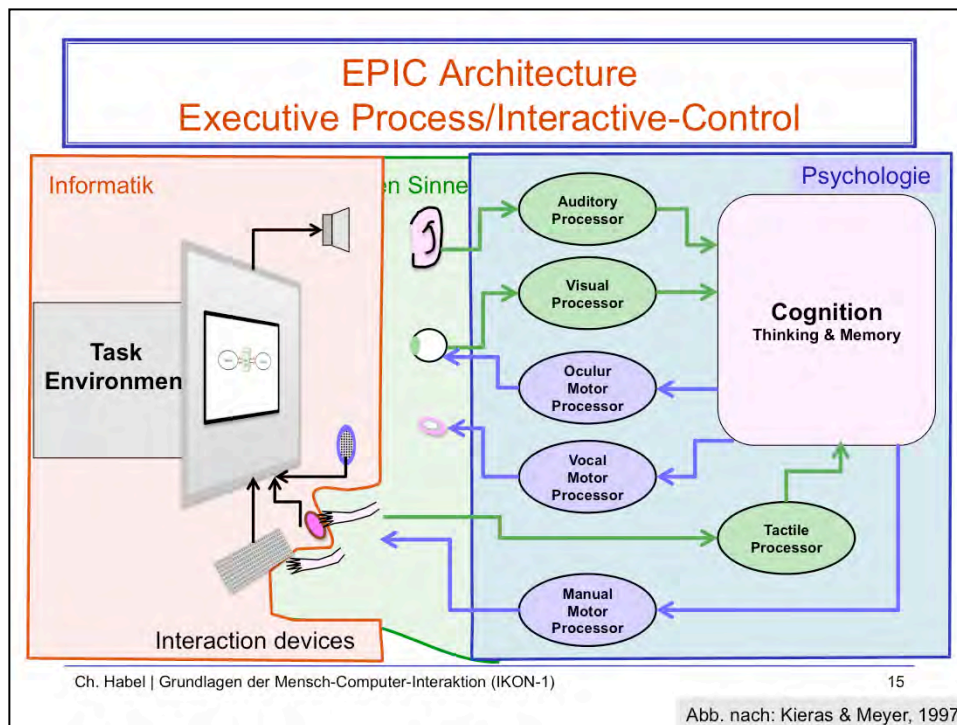 EPIC Architecture
Executive Process/Interactive-Control
Informatik
en Sinne
Psychologie
Auditory
Processor
Visual
Processor
Cognition
Thinking & Memory
Task
Environmen
Oculur
Motor
Processor
Vocal
Motor
Processor
Tactile
Processor
Manual
Motor
Processor
Interaction devices
Ch. Habel | Grundlagen der Mensch-Computer-Interaktion (IKON-1)
15
Abb. nach: Kieras & Meyer, 1997